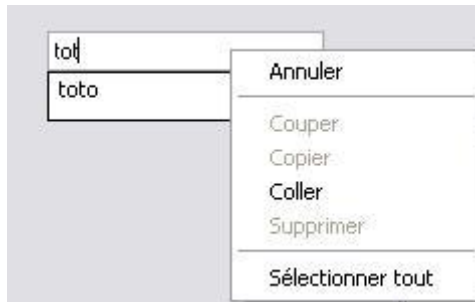 tot
toto
Annuler
Couper
Copier
Coller
Supprimer
Sélectionner tout